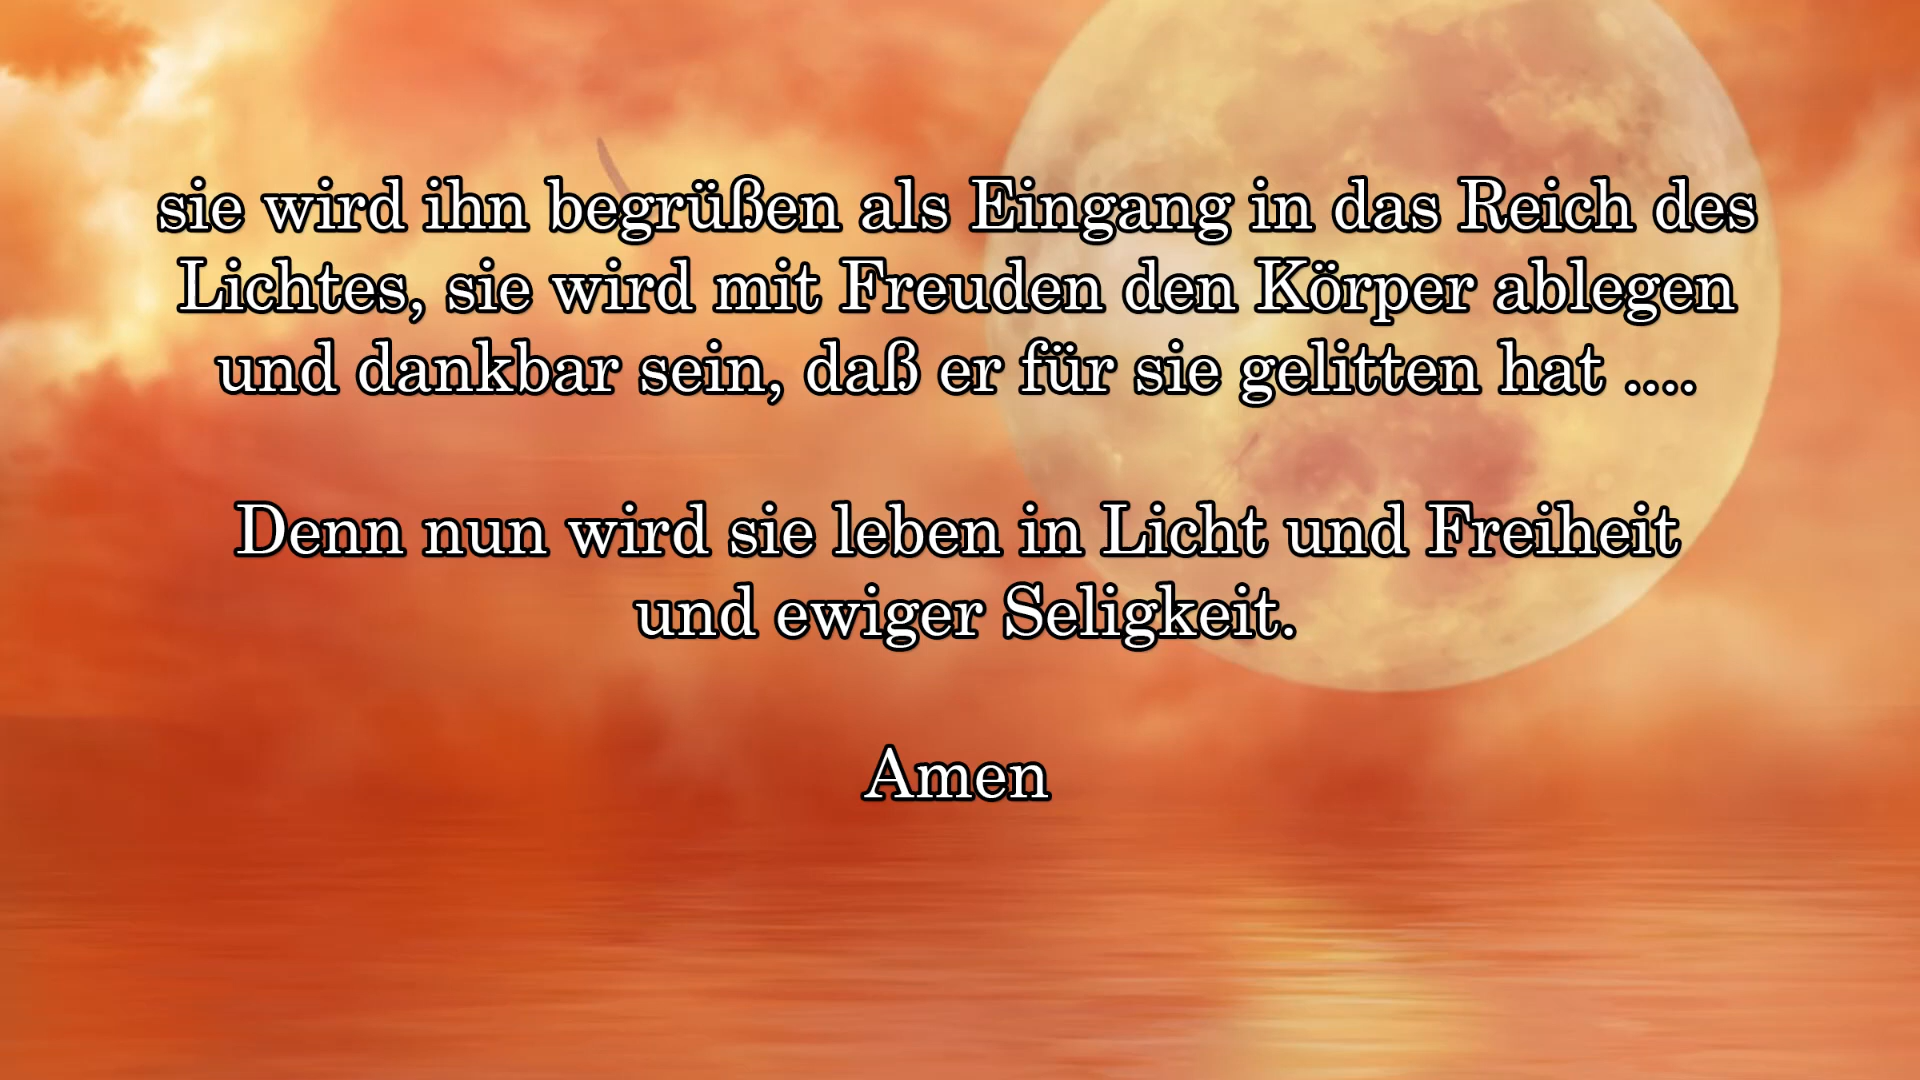 sie wird ihn begrüßen als Eingang in das Reich des
Lichtes, sie wird mit Freuden den Körper ablegen
und dankbar sein, daß er für sie gelitten hat ....
Denn nun wird sie leben in Licht und Freiheit
und ewiger Seligkeit.
Amen